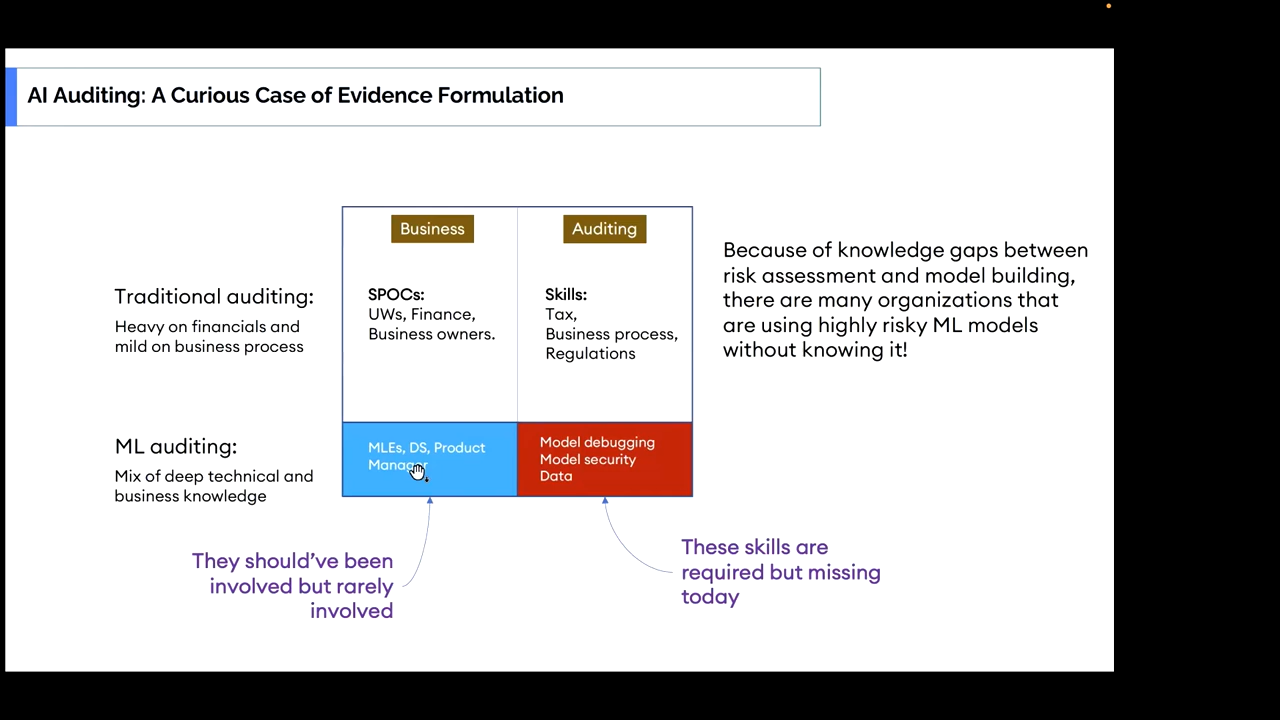 AI Auditing: A Curious Case of Evidence Formulation
Business
Auditing
Traditional auditing:
Heavy on financials and
mild on business process
SPOCs:
UWs, Finance,
Business owners.
Skills:
Tax,
Business process,
Regulations
Because of knowledge gaps between
risk assessment and model building,
there are many organizations that
are using highly risky ML models
without knowing it!
ML auditing:
Mix of deep technical and
business knowledge
MLEs, DS, Product
Manager
Model debugging
Model security
Data
They should’ve been
involved but rarely
involved
These skills are
required but missing
today